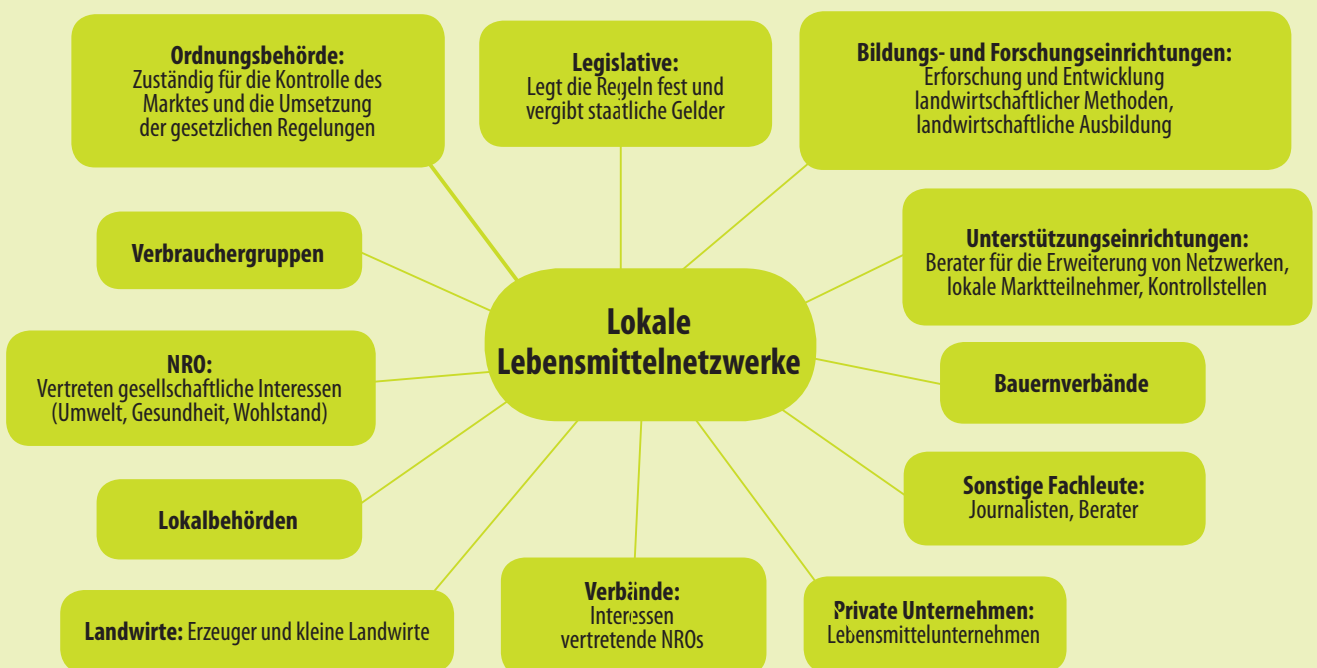 Ordnungsbehörde:
Zuständig für die Kontrolle des
Marktes und die Umsetzung
der gesetzlichen Regelungen
Legislative:
Legt die Regeln fest und
vergibt staatliche Gelder
Bildungs- und Forschungseinrichtungen:
Erforschung und Entwicklung
landwirtschaftlicher Methoden,
landwirtschaftliche Ausbildung
Verbrauchergruppen
Unterstützungseinrichtungen:
Berater für die Erweiterung von Netzwerken,
lokale Marktteilnehmer, Kontrollstellen
Lokale
Lebensmittelnetzwerke
NRO:
Vertreten gesellschaftliche Interessen
(Umwelt, Gesundheit, Wohlstand)
Bauernverbände
Lokalbehörden
Sonstige Fachleute:
Journalisten, Berater
Landwirte: Erzeuger und kleine Landwirte
Verbände:
Interessen
vertretende NROs
Private Unternehmen:
Lebensmittelunternehmen